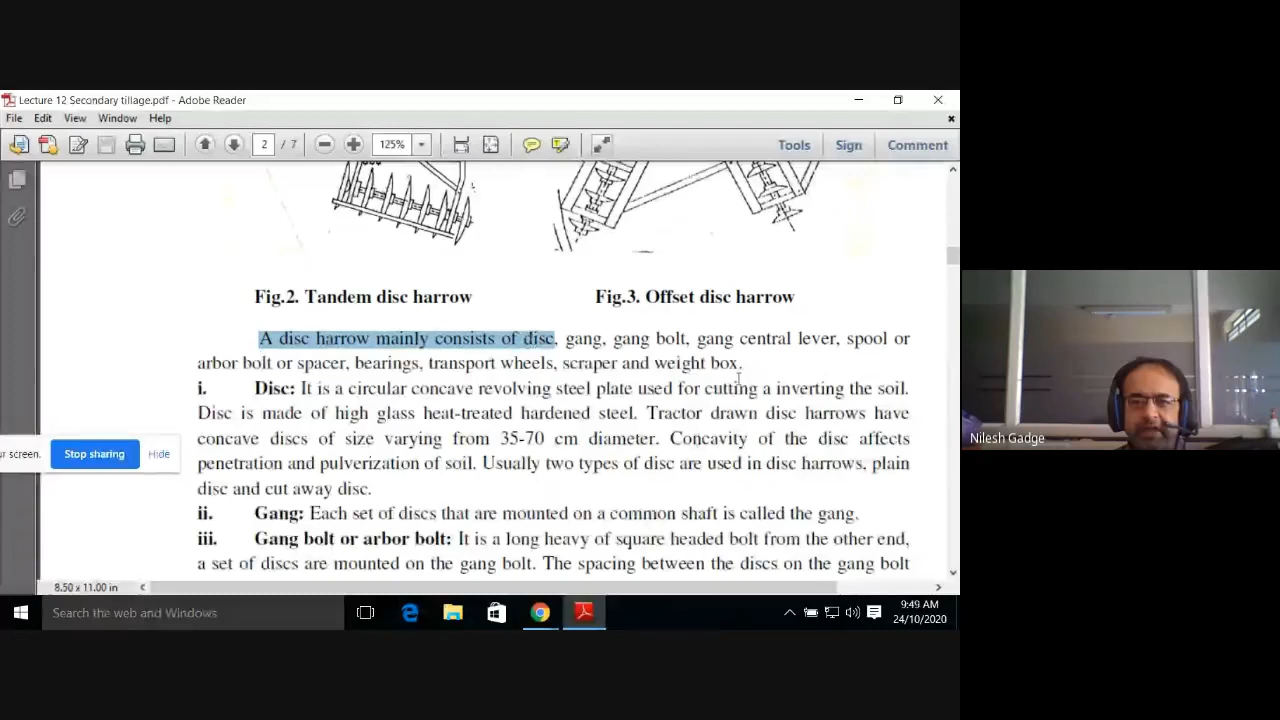 Lecture 12 Secondary tillage.pdf - Adobe Reader
File Edit View Window Help
2 / 7 125% Tools Sign Comment
Fig.2. Tandem disc harrow Fig.3. Offset disc harrow
A disc harrow mainly consists of disc, gang, gang bolt, gang central lever, spool or
arbor bolt or spacer, bearings, transport wheels, scraper and weight box.
i. Disc: It is a circular concave revolving steel plate used for cutting a inverting the soil.
Disc is made of high glass heat-treated hardened steel. Tractor drawn disc harrows have
concave discs of size varying from 35-70 cm diameter. Concavity of the disc affects
penetration and pulverization of soil. Usually two types of disc are used in disc harrows, plain
disc and cut away disc.
ii. Gang: Each set of discs that are mounted on a common shaft is called the gang.
iii. Gang bolt or arbor bolt: It is a long heavy of square headed bolt from the other end,
a set of discs are mounted on the gang bolt. The spacing between the discs on the gang bolt
ur screen. Stop sharing Hide
Nilesh Gadge
8.50 x 11.00 in
Search the web and Windows
9:49 AM
24/10/2020